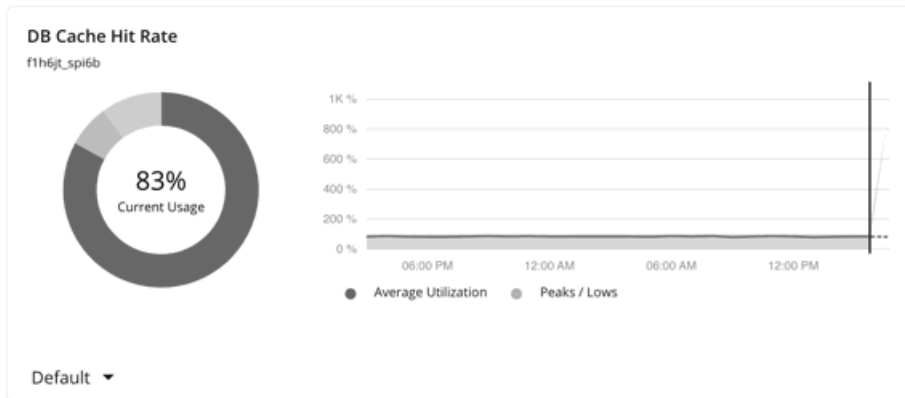 DB Cache Hit Rate
f1h6jt_spi6b
83%
Current Usage
1K %
800 %
600 %
400 %
200 %
0 %
06:00 PM 12:00 AM 06:00 AM 12:00 PM
Average Utilization Peaks / Lows
Default